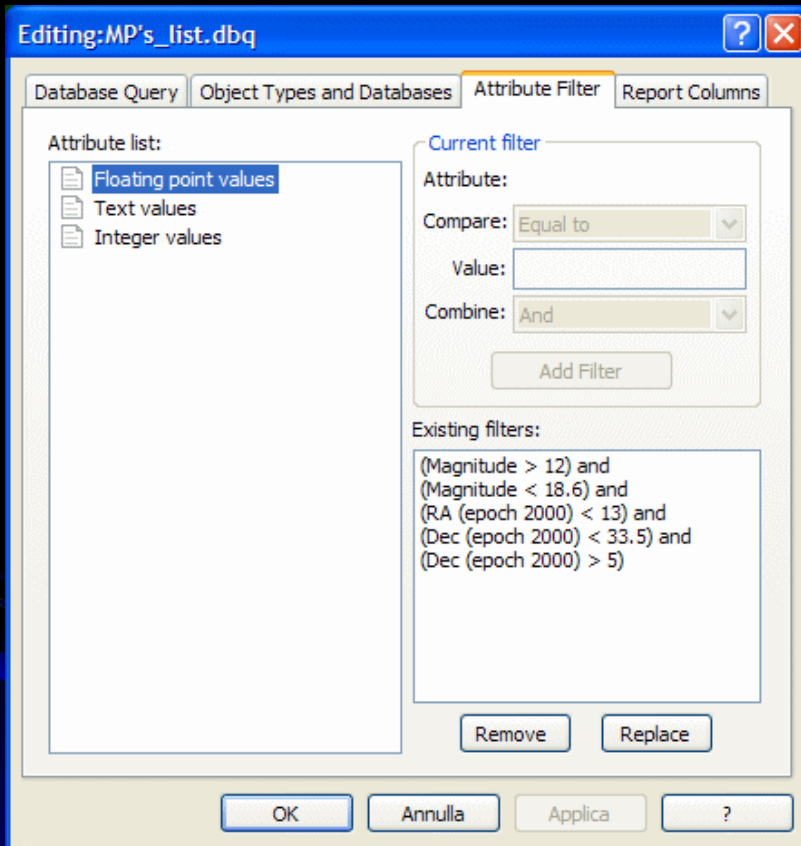 Editing:MP's_list.dbq
?
Database Query
Object Types and Databases
Attribute Filter
Report Columns
Attribute list:
Floating point values
Text values
Integer values
Current filter
Attribute:
Compare: Equal to
Value:
Combine: And
Add Filter
Existing filters:
(Magnitude > 12) and
(Magnitude < 18.6) and
(RA (epoch 2000) < 13) and
(Dec (epoch 2000) < 33.5) and
(Dec (epoch 2000) > 5)
Remove
Replace
OK
Annulla
Applica
?